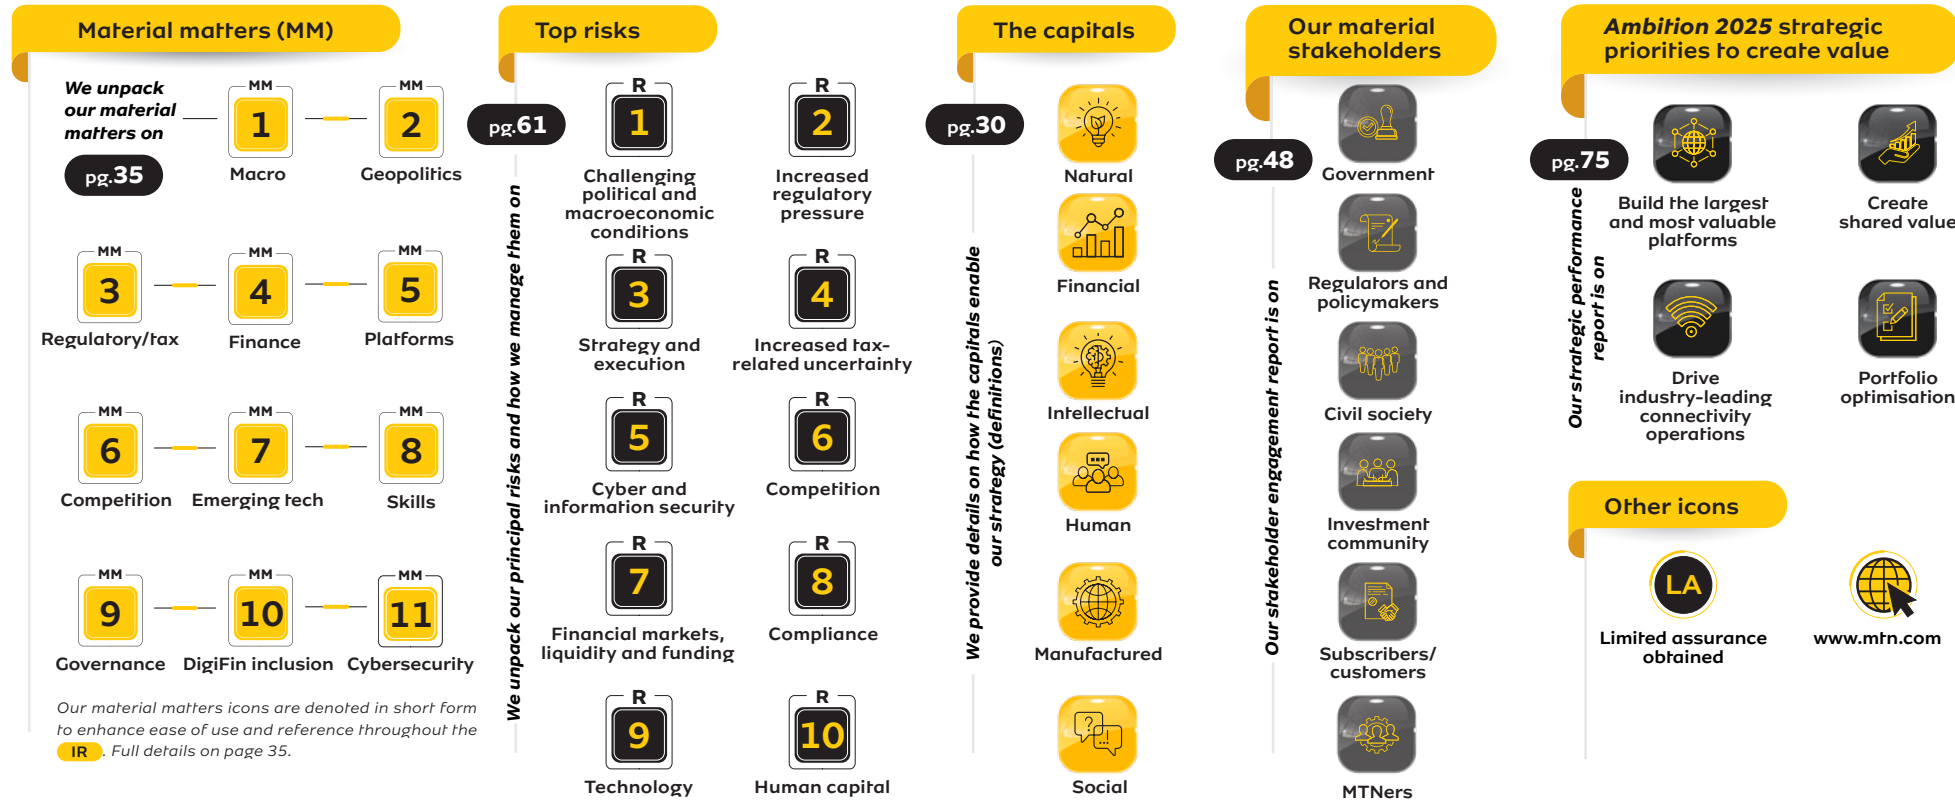 Material matters (MM)
We unpack
our material
matters on
pg.35
MM
1
Macro
MM
2
Geopolitics
MM
3
Regulatory/tax
MM
4
Finance
MM
5
Platforms
MM
6
Competition
MM
7
Emerging tech
MM
8
Skills
MM
9
Governance
MM
10
DigiFin inclusion
MM
11
Cybersecurity
Our material matters icons are denoted in short form
to enhance ease of use and reference throughout the
IR . Full details on page 35.
Top risks
pg.61
We unpack our principal risks and how we manage them on
R
1
Challenging
political and
macroeconomic
conditions
R
2
Increased
regulatory
pressure
R
3
Strategy and
execution
R
4
Increased tax-
related uncertainty
R
5
Cyber and
information security
R
6
Competition
R
7
Financial markets,
liquidity and funding
R
8
Compliance
R
9
Technology
R
10
Human capital
The capitals
pg.30
We provide details on how the capitals enable
our strategy (definitions)
Natural
Financial
Intellectual
Human
Manufactured
Social
Our material
stakeholders
pg.48
Our stakeholder engagement report is on
Government
Regulators and
policymakers
Civil society
Investment
community
Subscribers/
customers
MTNers
Ambition 2025 strategic
priorities to create value
pg.75
Our strategic performance
report is on
Build the largest
and most valuable
platforms
Create
shared value
Drive
industry-leading
connectivity
operations
Portfolio
optimisation
Other icons
LA
Limited assurance
obtained
www.mtn.com